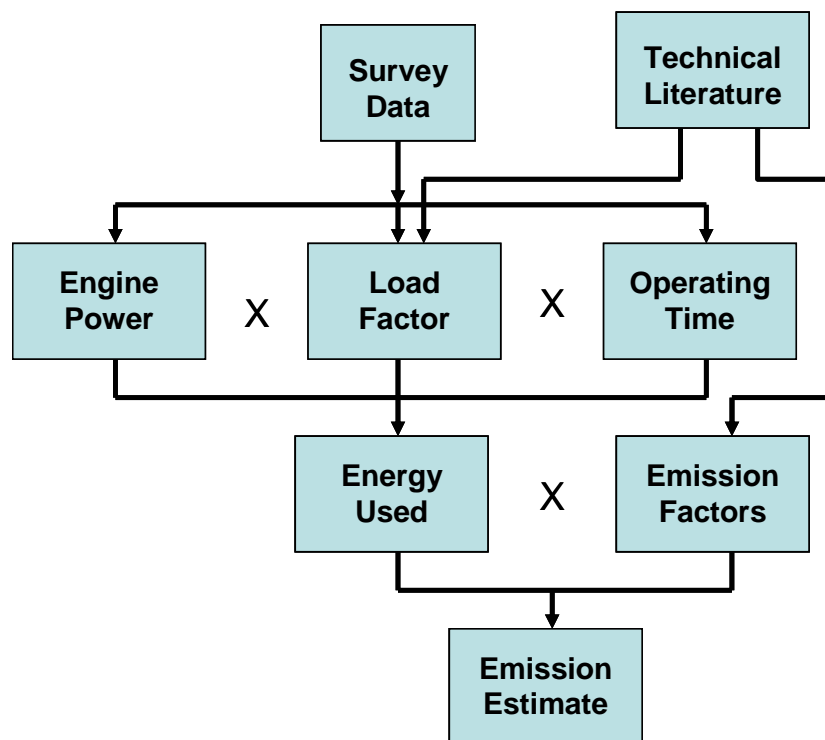 Survey
Data
Technical
Literature
Engine
Power
X
Load
Factor
X
Operating
Time
Energy
Used
X
Emission
Factors
Emission
Estimate